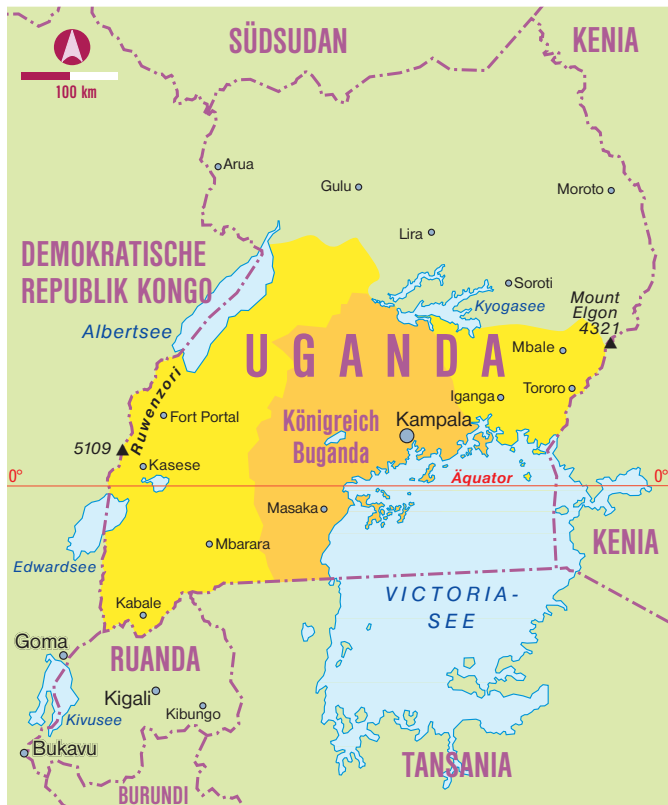 SÜDSUDAN
KENIA
100 km
Arua
Gulu
Moroto
Lira
DEMOKRATISCHE
REPUBLIK KONGO
Soroti
Kyogasee
Mount
Elgon
4321
Albertsee
UGANDA
Mbale
Ruwenzori
Tororo
Iganga
Fort Portal
Königreich
Buganda
Kampala
5109
Kasese
0°
Äquator
0°
Masaka
KENIA
Mbarara
Edwardsee
VICTORIA-
SEE
Kabale
Goma
RUANDA
Kigali
Kibungo
Kivusee
Bukavu
TANSANIA
BURUNDI